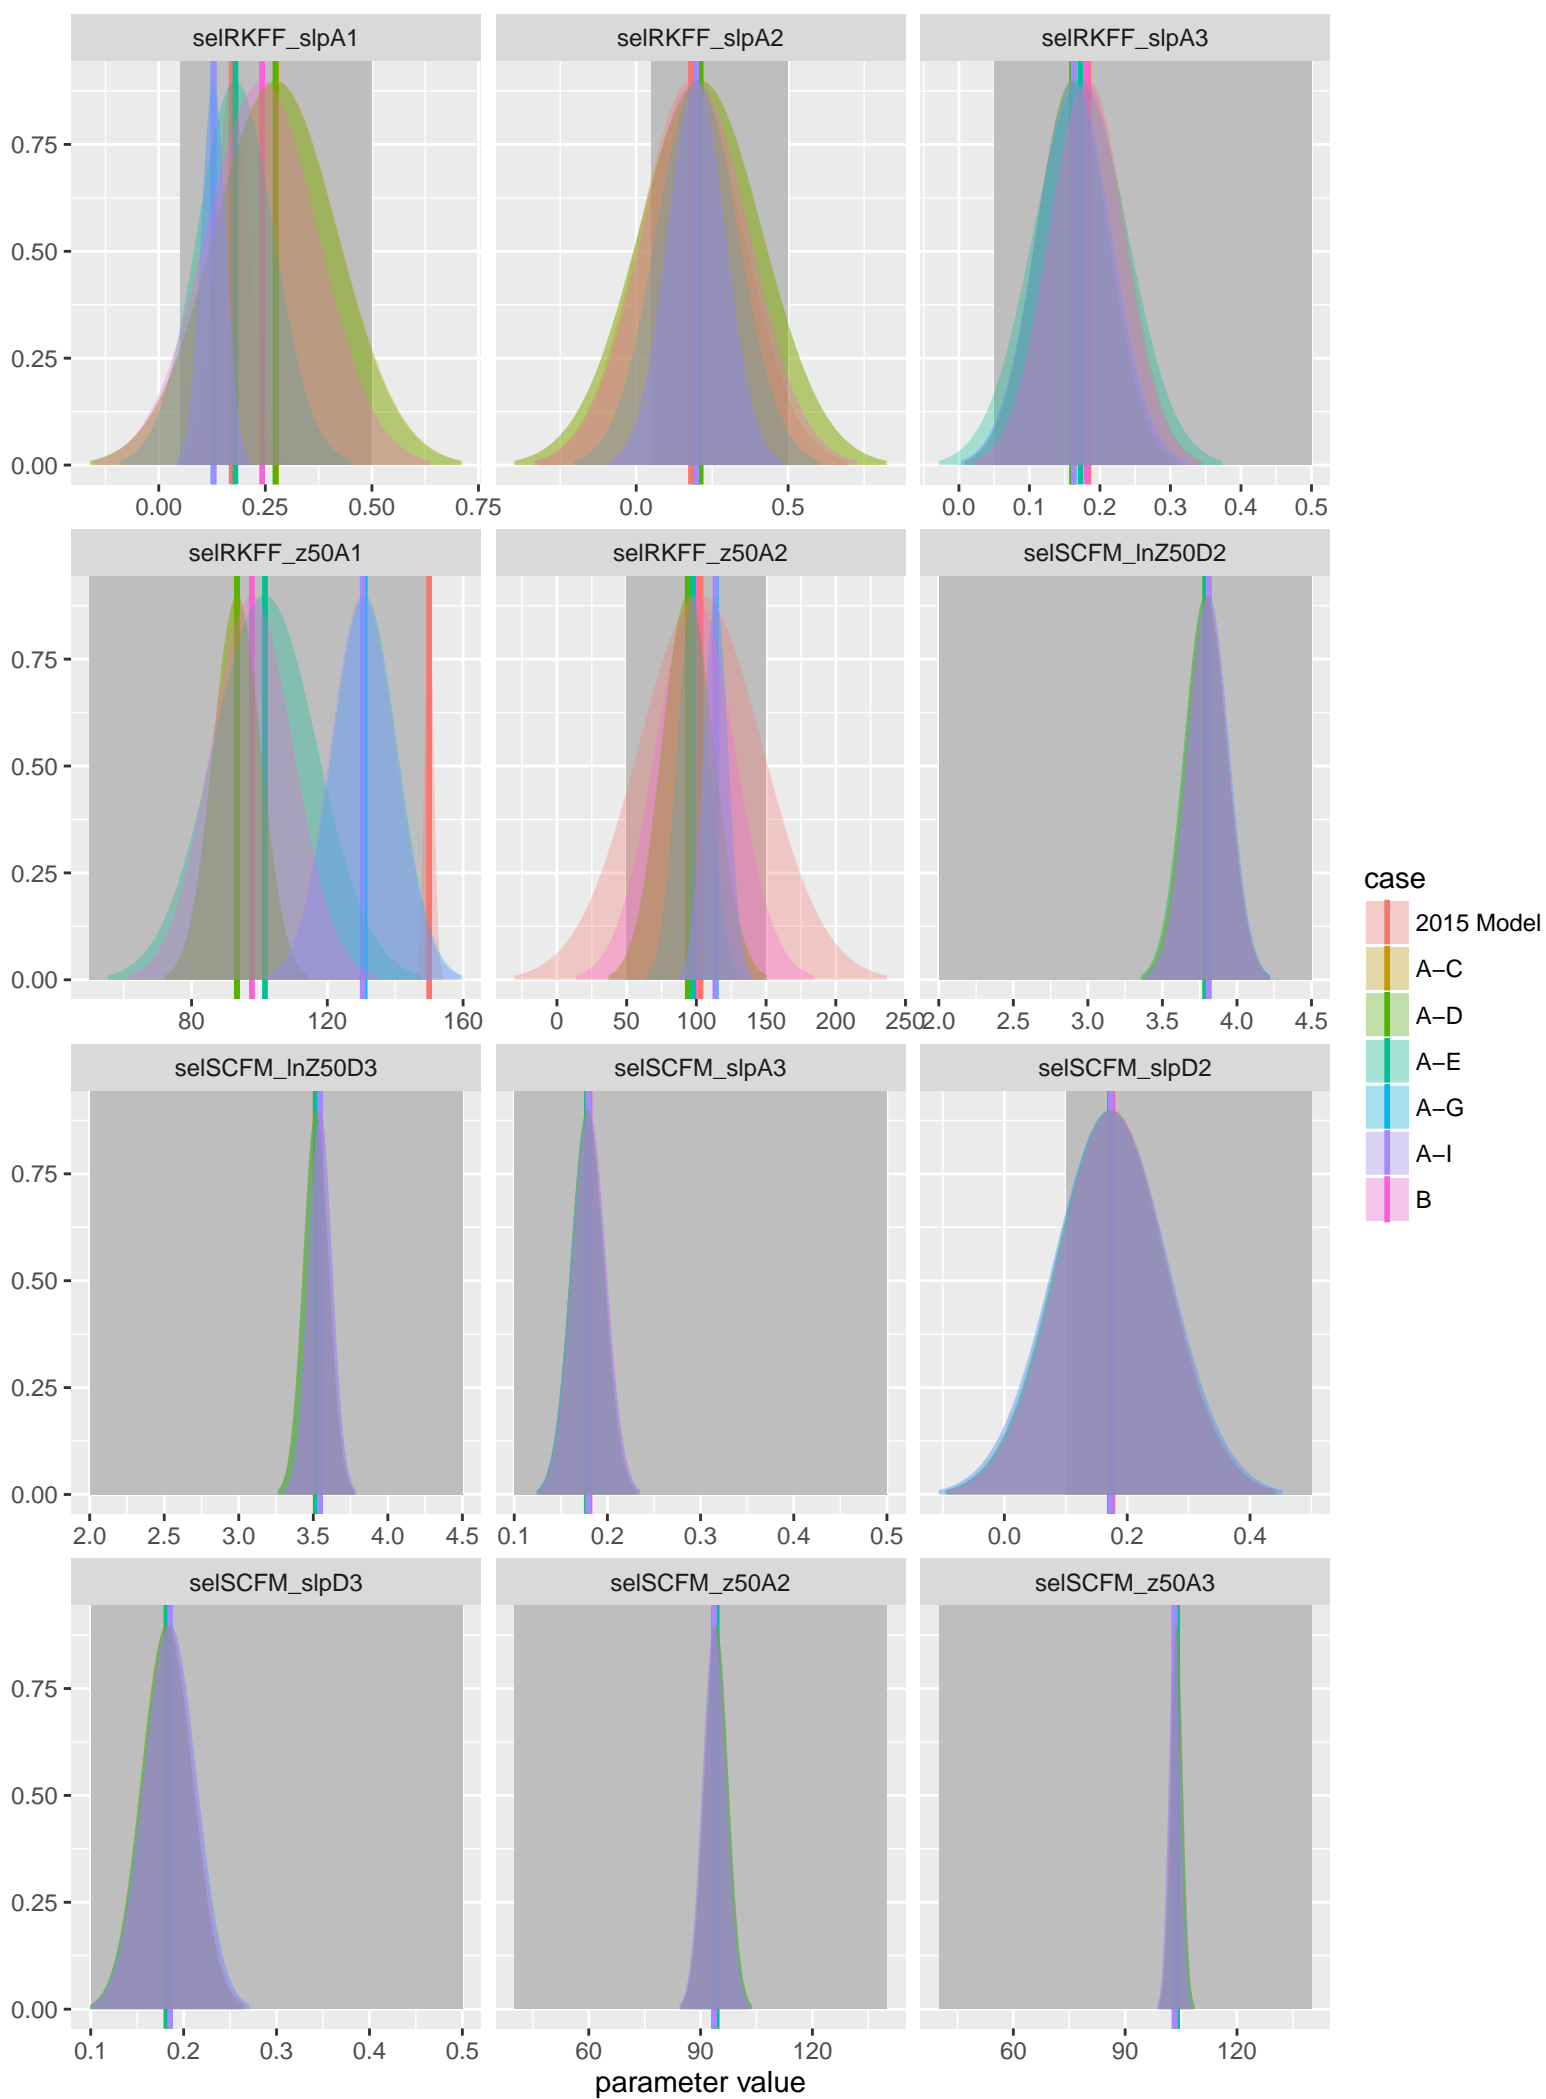 selRKFF_slpA1 selRKFF_slpA2 selRKFF_slpA3
0.75
0.50
0.25
0.00
0.00 0.25 0.50 0.75 0.0 0.5 0.0 0.1 0.2 0.3 0.4 0.5
selRKFF_z50A1 selRKFF_z50A2 selSCFM_lnZ50D2
0.75
0.50
0.25
0.00
80 120 160 0 50 100 150 200 250 2.0 2.5 3.0 3.5 4.0 4.5
selSCFM_lnZ50D3 selSCFM_slpA3 selSCFM_slpD2
0.75
0.50
0.25
0.00
2.0 2.5 3.0 3.5 4.0 4.5 0.1 0.2 0.3 0.4 0.5 0.0 0.2 0.4
selSCFM_slpD3 selSCFM_z50A2 selSCFM_z50A3
0.75
0.50
0.25
0.00
0.1 0.2 0.3 0.4 0.5 60 90 120 60 90 120
parameter value
case
2015 Model
A−C
A−D
A−E
A−G
A−I
B